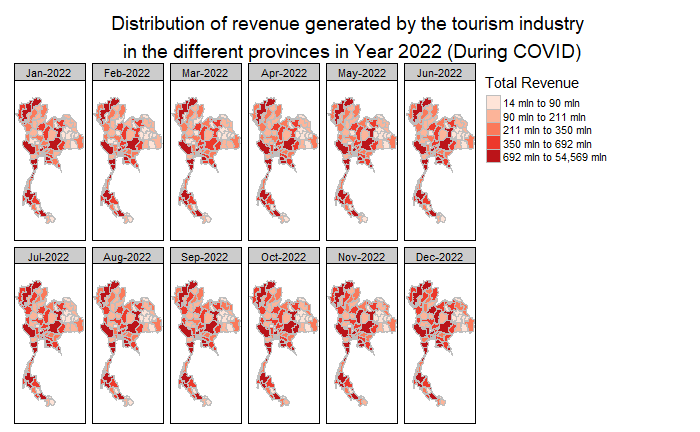 Distribution of revenue generated by the tourism industry
in the different provinces in Year 2022 (During COVID)
Jan-2022 Feb-2022 Mar-2022 Apr-2022 May-2022 Jun-2022
Total Revenue
14 mln to 90 mln
90 mln to 211 mln
211 mln to 350 mln
350 mln to 692 mln
692 mln to 54,569 mln
Jul-2022 Aug-2022 Sep-2022 Oct-2022 Nov-2022 Dec-2022